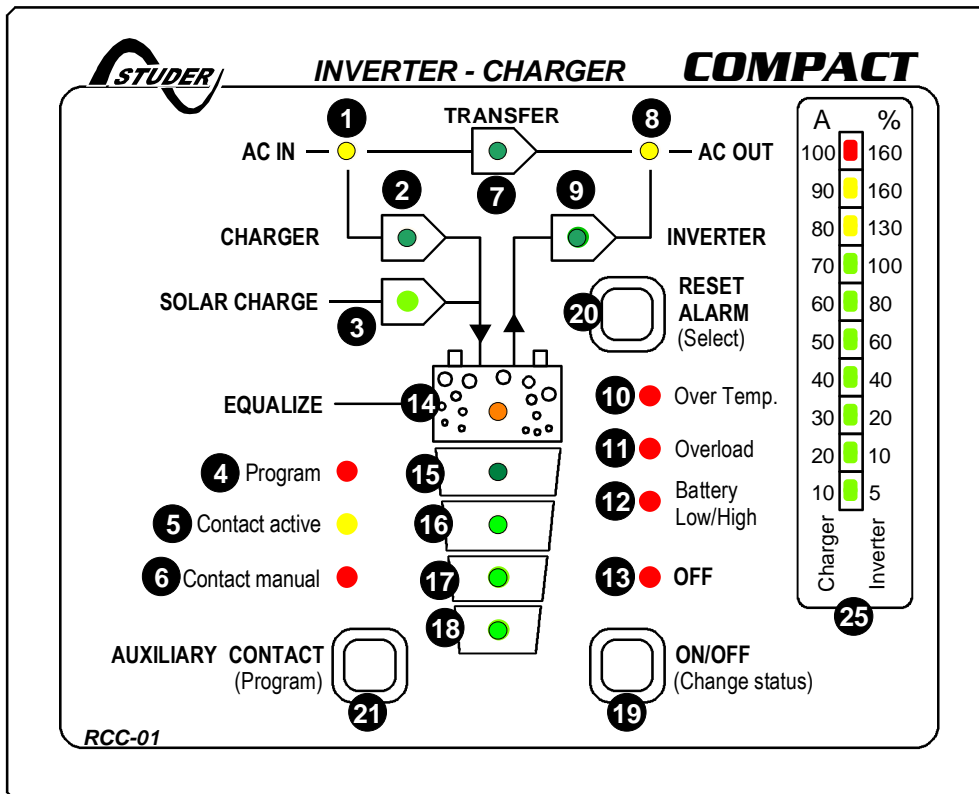 STUDER
INVERTER - CHARGER
COMPACT
1
TRANSFER
8
AC IN
AC OUT
7
2
9
CHARGER
INVERTER
SOLAR CHARGE
3
20
RESET
ALARM
(Select)
EQUALIZE
14
10 Over Temp.
11 Overload
12 Battery
Low/High
13 OFF
4 Program
5 Contact active
6 Contact manual
15
16
17
18
AUXILIARY CONTACT
(Program)
21
ON/OFF
(Change status)
19
A %
100 160
90 160
80 130
70 100
60 80
50 60
40 40
30 20
20 10
10 5
Charger
Inverter
25
RCC-01